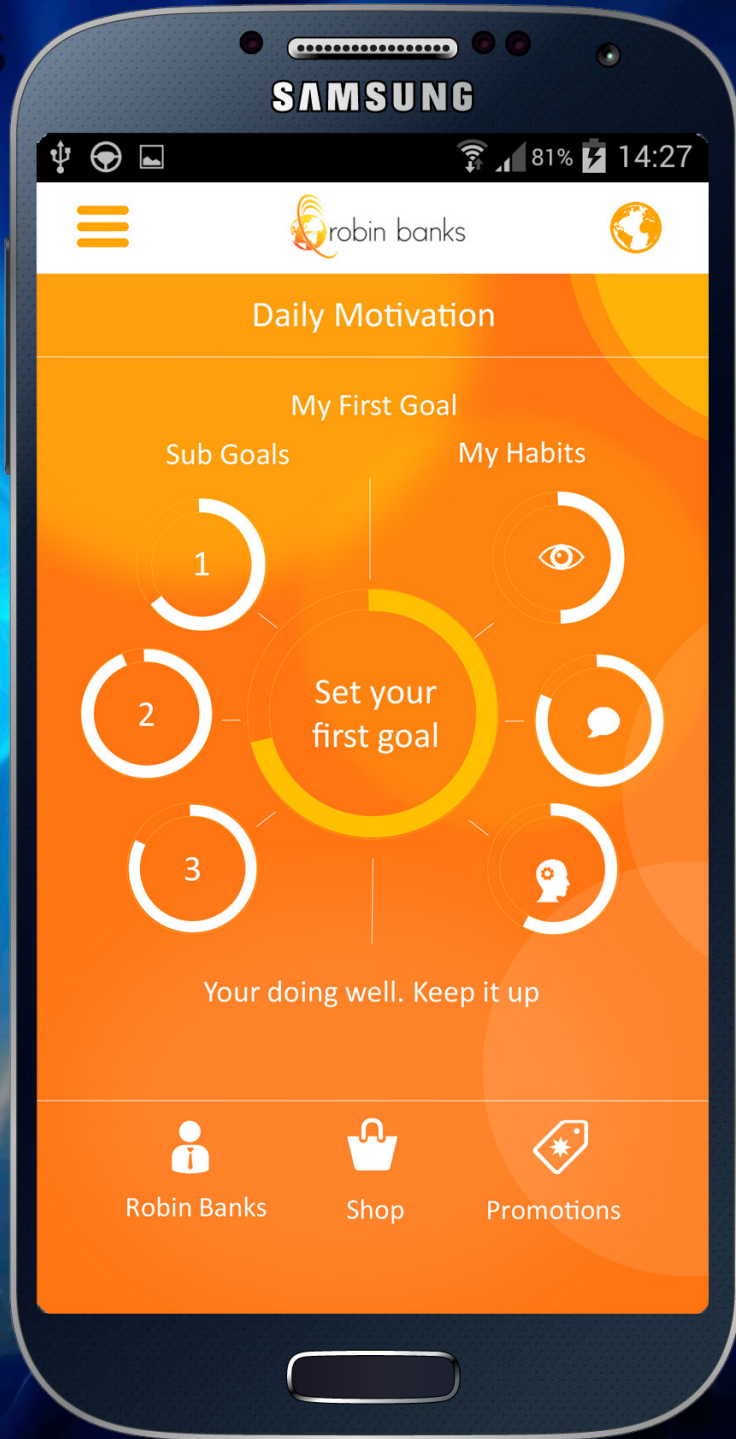 SAMSUNG
81% 14:27
robin banks
Daily Motivation
My First Goal
Sub Goals
My Habits
1
2
Set your
first goal
3
Your doing well. Keep it up
Robin Banks
Shop
Promotions